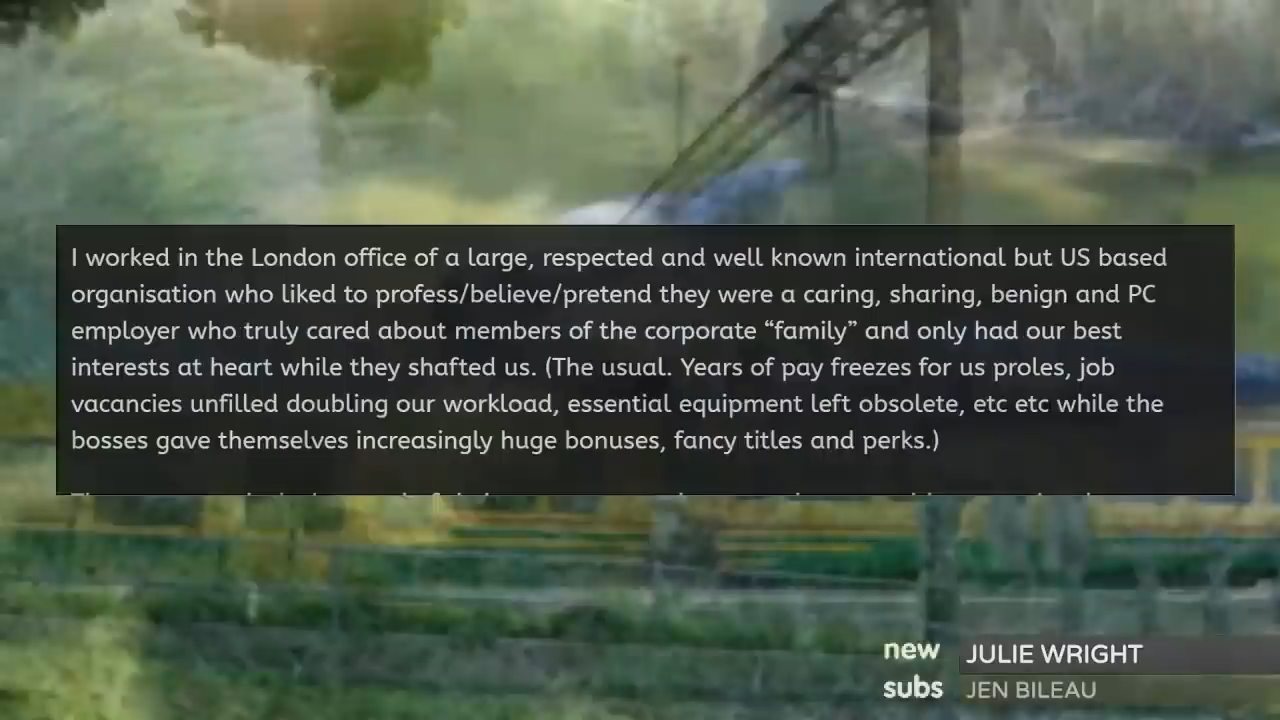 I worked in the London office of a large, respected and well known international but US based
organisation who liked to profess/believe/pretend they were a caring, sharing, benign and PC
employer who truly cared about members of the corporate “family” and only had our best
interests at heart while they shafted us. (The usual. Years of pay freezes for us proles, job
vacancies unfilled doubling our workload, essential equipment left obsolete, etc etc while the
bosses gave themselves increasingly huge bonuses, fancy titles and perks.)
new JULIE WRIGHT
subs JEN BILEAU